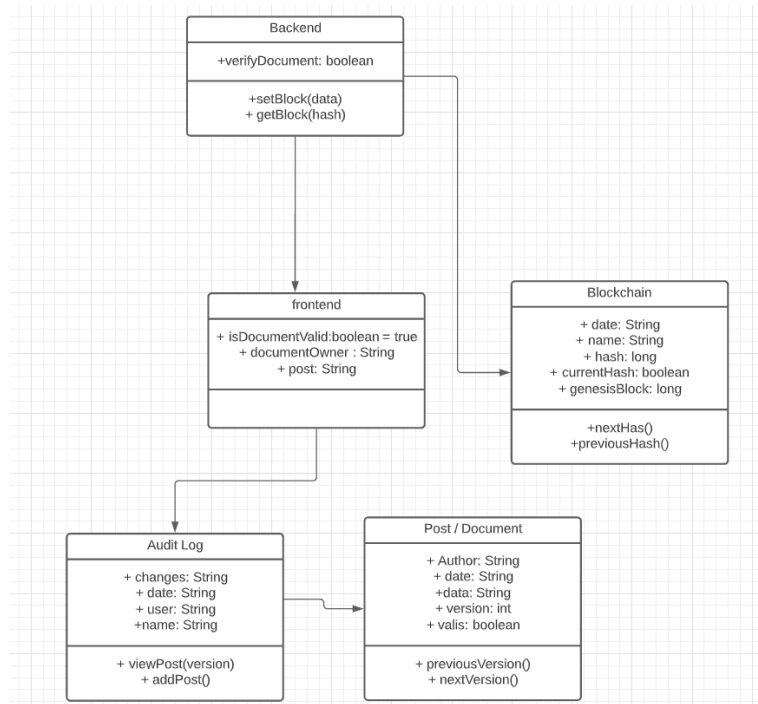 Backend
+verifyDocument: boolean
+setBlock(data)
+ getBlock(hash)
frontend
+ isDocumentValid:boolean = true
+ documentOwner : String
+ post: String
Blockchain
+ date: String
+ name: String
+ hash: long
+ currentHash: boolean
+ genesisBlock: long
+nextHas()
+previousHash()
Audit Log
+ changes: String
+ date: String
+ user: String
+name: String
+ viewPost(version)
+ addPost()
Post / Document
+ Author: String
+ date: String
+data: String
+ version: int
+ valis: boolean
+ previousVersion()
+ nextVersion()